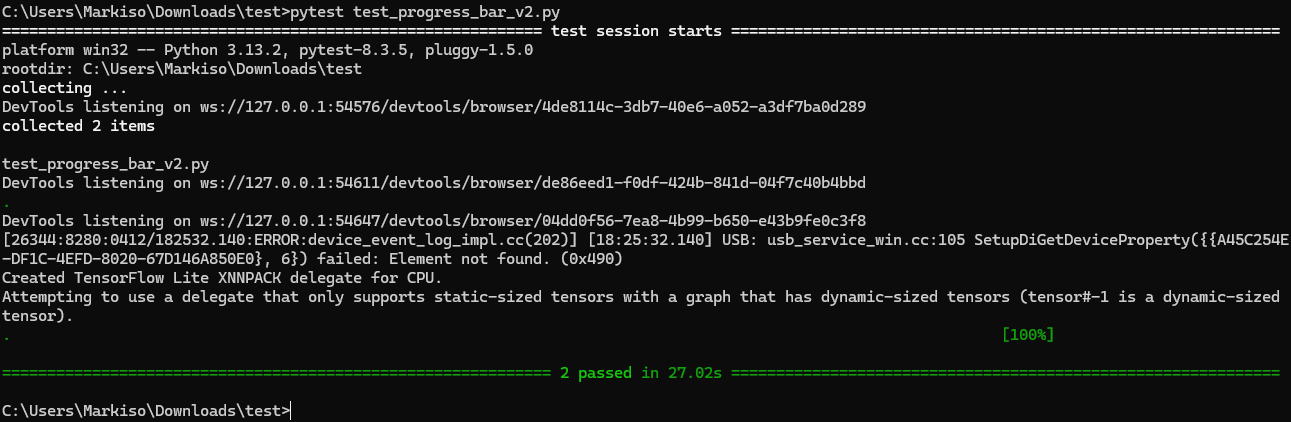 C:\Users\Markiso\Downloads\test>pytest test_progress_bar_v2.py
============================================================ test session starts =============================================================
platform win32 -- Python 3.13.2, pytest-8.3.5, pluggy-1.5.0
rootdir: C:\Users\Markiso\Downloads\test
collecting ...
DevTools listening on ws://127.0.0.1:54576/devtools/browser/4de8114c-3db7-40e6-a052-a3df7ba0d289
collected 2 items
test_progress_bar_v2.py
DevTools listening on ws://127.0.0.1:54611/devtools/browser/de86eed1-f0df-424b-841d-04f7c40b4bbd
.
DevTools listening on ws://127.0.0.1:54647/devtools/browser/04dd0f56-7ea8-4b99-b650-e43b9fe0c3f8
[26344:8280:0412/182532.140:ERROR:device_event_log_impl.cc(202)] [18:25:32.140] USB: usb_service_win.cc:105 SetupDiGetDeviceProperty({{A45C254E
-DF1C-4EFD-8020-67D146A850E0}, 6}) failed: Element not found. (0x490)
Created TensorFlow Lite XNNPACK delegate for CPU.
Attempting to use a delegate that only supports static-sized tensors with a graph that has dynamic-sized tensors (tensor#-1 is a dynamic-sized
tensor).
. [100%]
============================================================= 2 passed in 27.02s =============================================================
C:\Users\Markiso\Downloads\test>